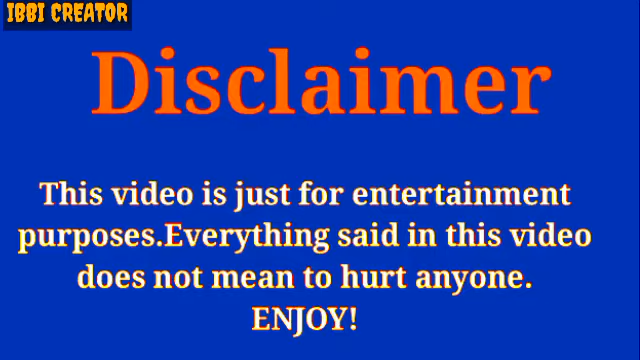 IBBI CREATOR
Disclaimer
This video is just for entertainment
purposes.Everything said in this video
does not mean to hurt anyone.
ENJOY!